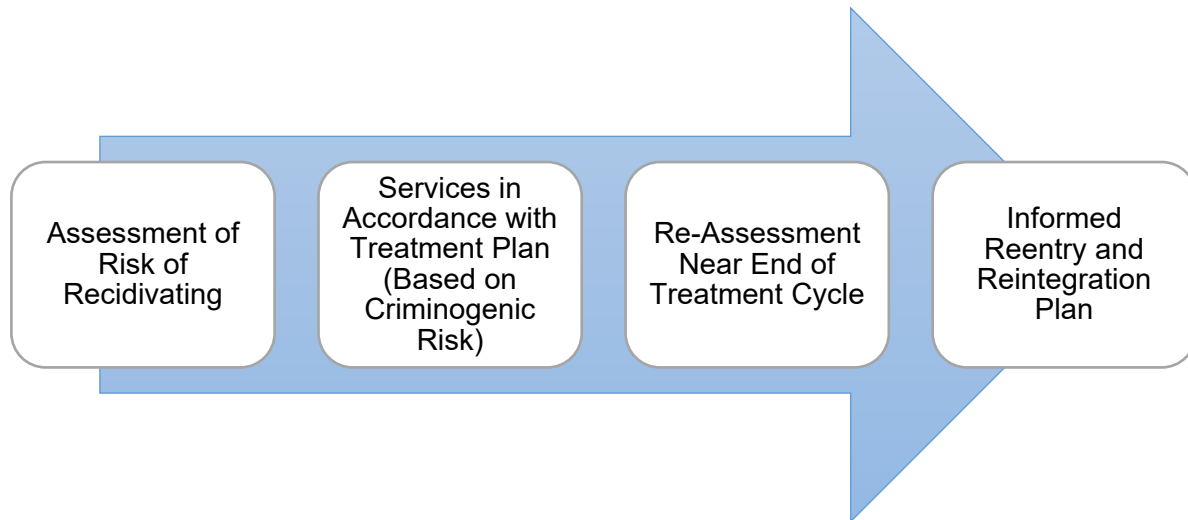 Assessment of
Risk of
Recidivating
Services in
Accordance with
Treatment Plan
(Based on
Criminogenic
Risk)
Re-Assessment
Near End of
Treatment Cycle
Informed
Reentry and
Reintegration
Plan